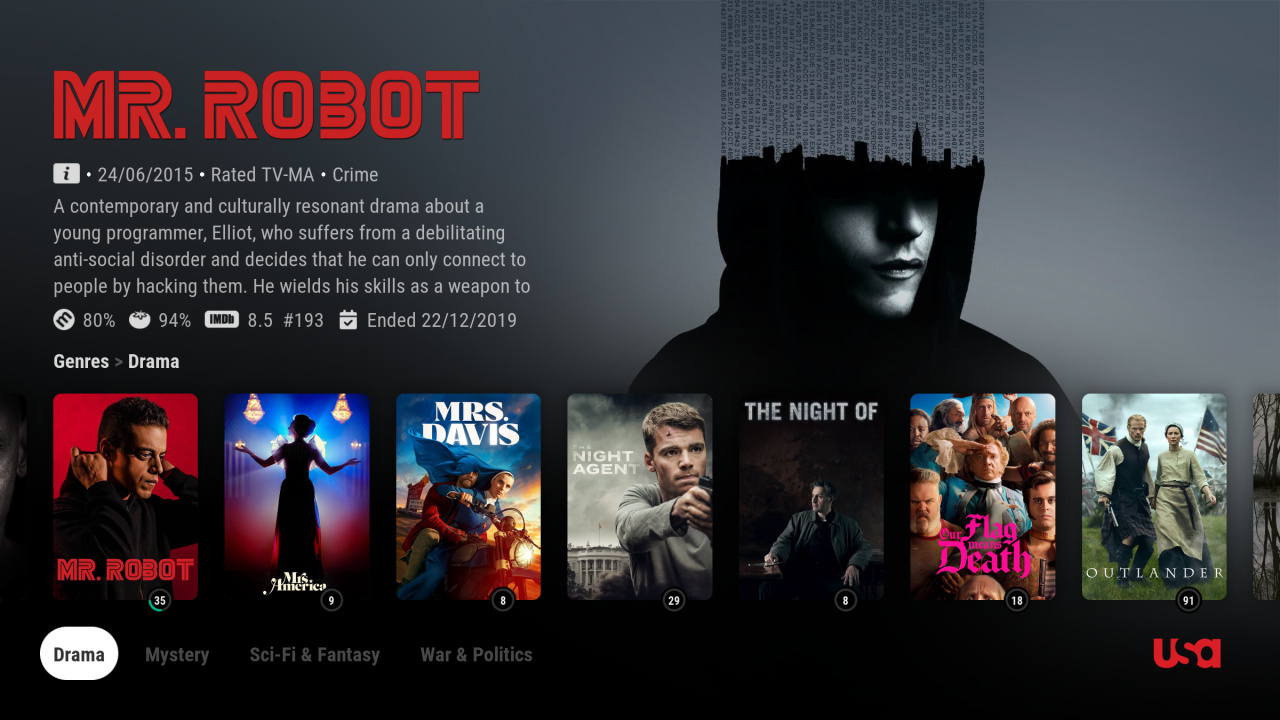 MR. ROBOT
i • 24/06/2015 • Rated TV-MA • Crime
A contemporary and culturally resonant drama about a
young programmer, Elliot, who suffers from a debilitating
anti-social disorder and decides that he can only connect to
people by hacking them. He wields his skills as a weapon to
80% 94% IMDb 8.5 #193 Ended 22/12/2019
Genres > Drama
MR. ROBOT
35
Mrs. America
9
MRS.
DAVIS
8
THE
NIGHT
AGENT
29
THE NIGHT OF
8
Our Flag
means
Death
18
OUTLANDER
91
Drama Mystery Sci-Fi & Fantasy War & Politics
usa